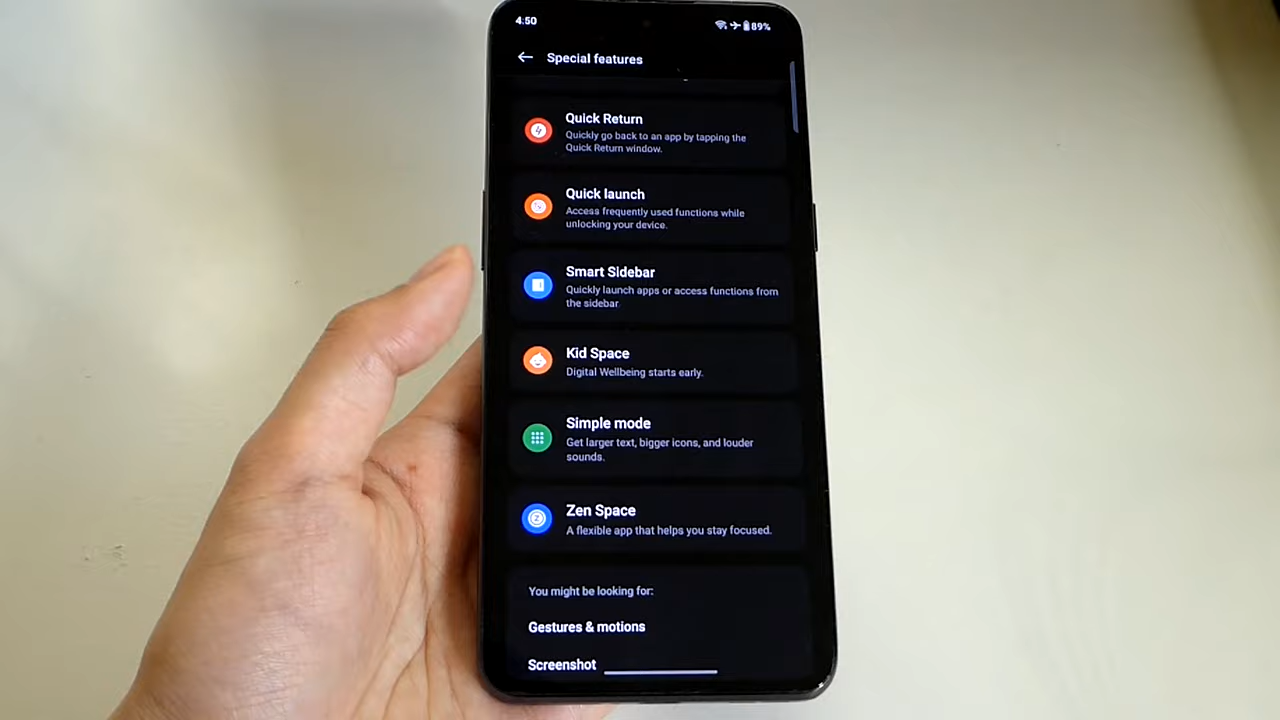 4.50
89%
Special features
Quick Return
Quickly go back to an app by tapping the
Quick Return window.
Quick launch
Access frequently used functions while
unlocking your device.
Smart Sidebar
Quickly launch apps or access functions from
the sidebar
Kid Space
Digital Wellbeing starts early.
Simple mode
Get larger text, bigger icons, and louder
sounds.
Zen Space
A flexible app that helps you stay focused.
You might be looking for:
Gestures & motions
Screenshot